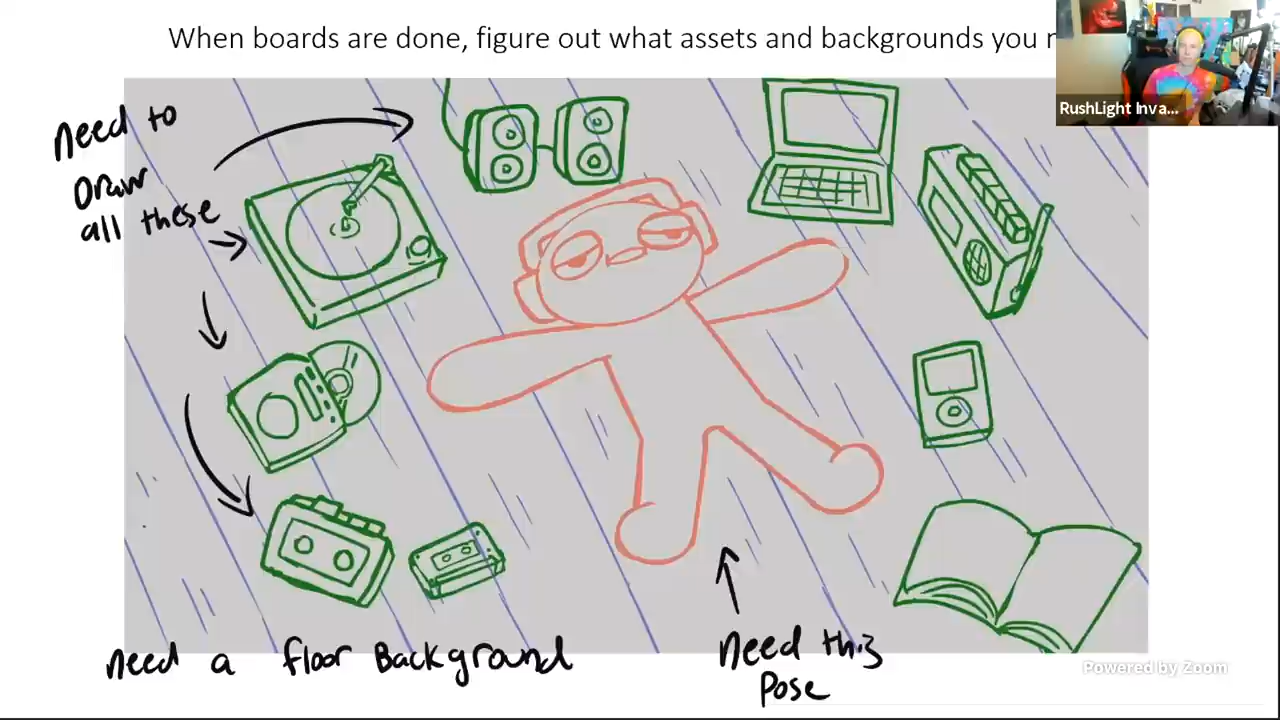 When boards are done, figure out what assets and backgrounds you
RushLight Inva...
need to
Draw
all these
need a floor Background
need this
Pose
Powered by Zoom